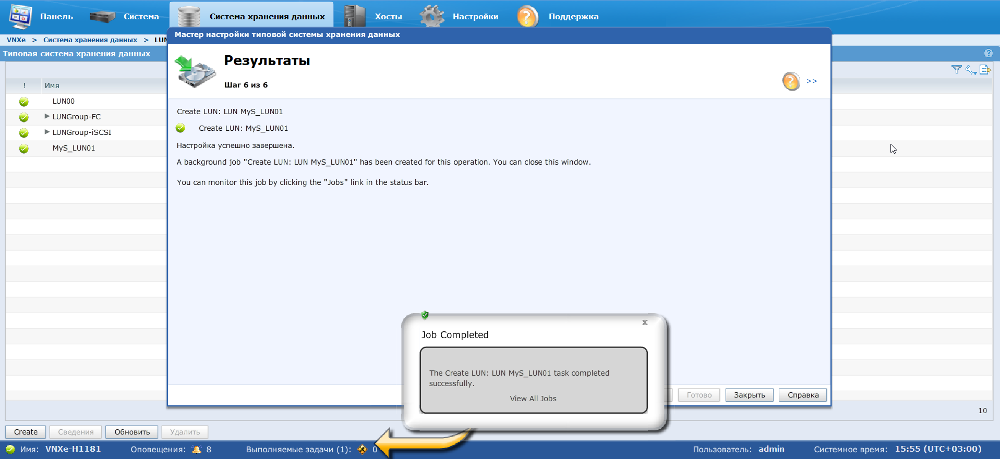 Панель
Система
Система хранения данных
Хосты
Настройки
Поддержка
VNXe > Система хранения данных > LUN
Мастер настройки типовой системы хранения данных
Типовая система хранения данных
?
Результаты
Шаг 6 из 6
? >>
! Имя
LUN00
LUNGroup-FC
LUNGroup-iSCSI
MyS_LUN01
Create LUN: LUN MyS_LUN01
Create LUN: MyS_LUN01
Настройка успешно завершена.
A background job "Create LUN: LUN MyS_LUN01" has been created for this operation. You can close this window.
You can monitor this job by clicking the "Jobs" link in the status bar.
x
Job Completed
The Create LUN: LUN MyS_LUN01 task completed
successfully.
View All Jobs
Готово
Закрыть
Справка
10
Create
Сведения
Обновить
Удалить
Имя: VNXe-H1181
Оповещения: 8
Выполняемые задачи (1): 0
Пользователь: admin
Системное время: 15:55 (UTC+03:00)